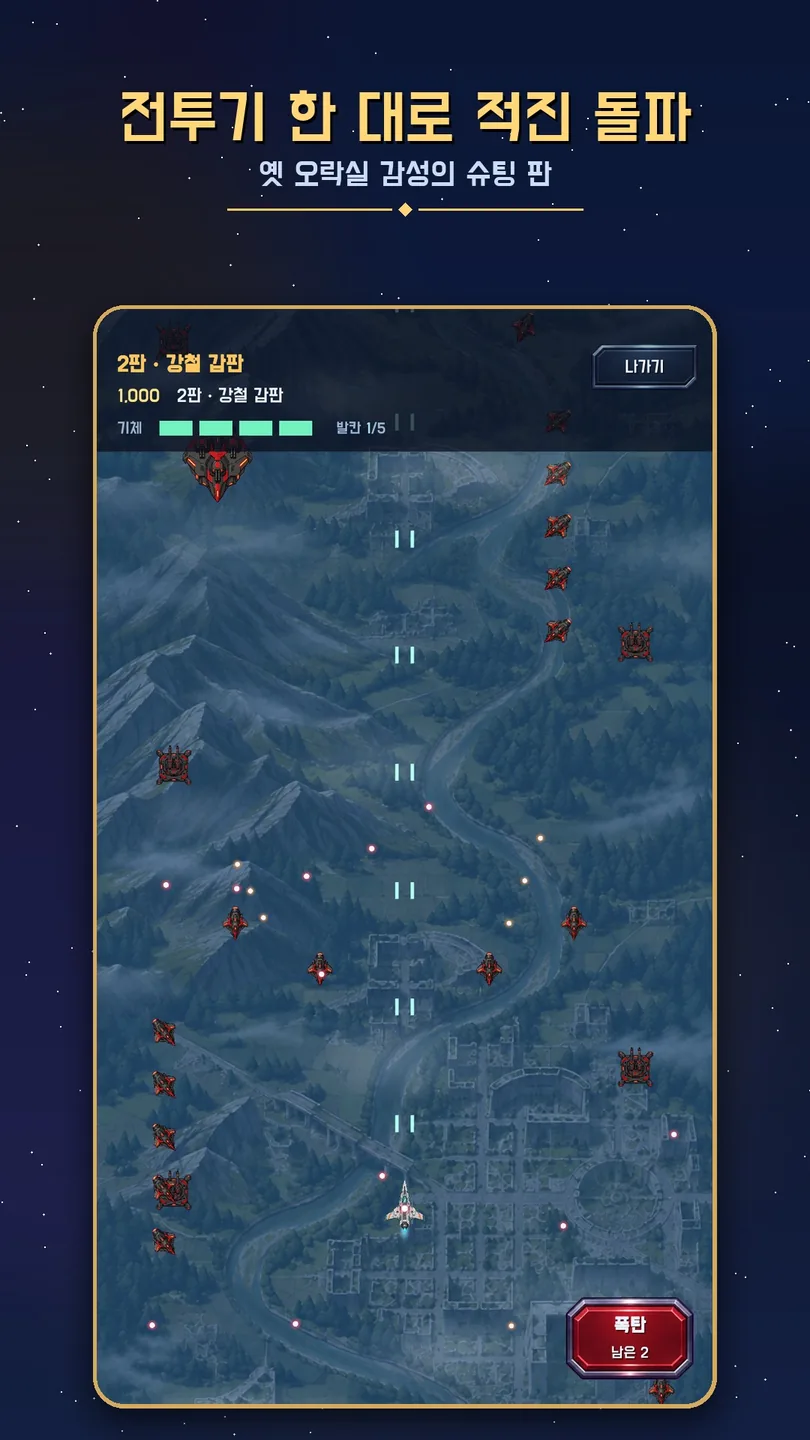 전투기 한 대로 적진 돌파
옛 오락실 감성의 슈팅 판
2판 · 강철 갑판
나가기
1,000 2판 · 강철 갑판
기체 발칸 1/5
폭탄
남은 2